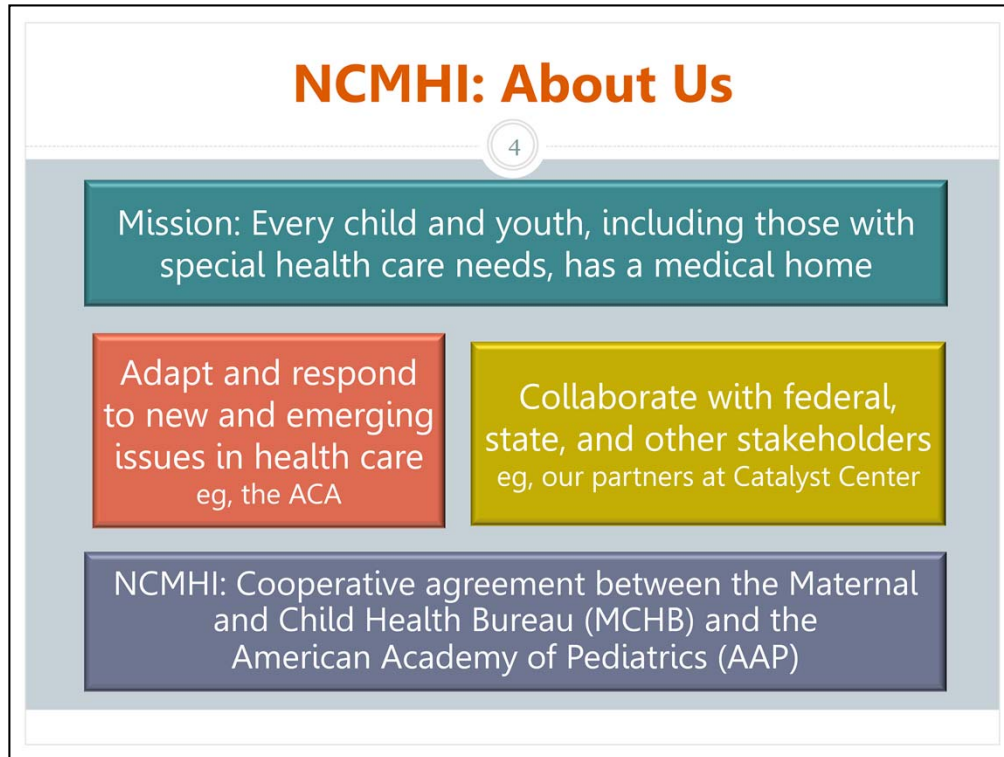 NCMHI: About Us
4
Mission: Every child and youth, including those with
special health care needs, has a medical home
Adapt and respond
to new and emerging
issues in health care
eg, the ACA
Collaborate with federal,
state, and other stakeholders
eg, our partners at Catalyst Center
NCMHI: Cooperative agreement between the Maternal
and Child Health Bureau (MCHB) and the
American Academy of Pediatrics (AAP)